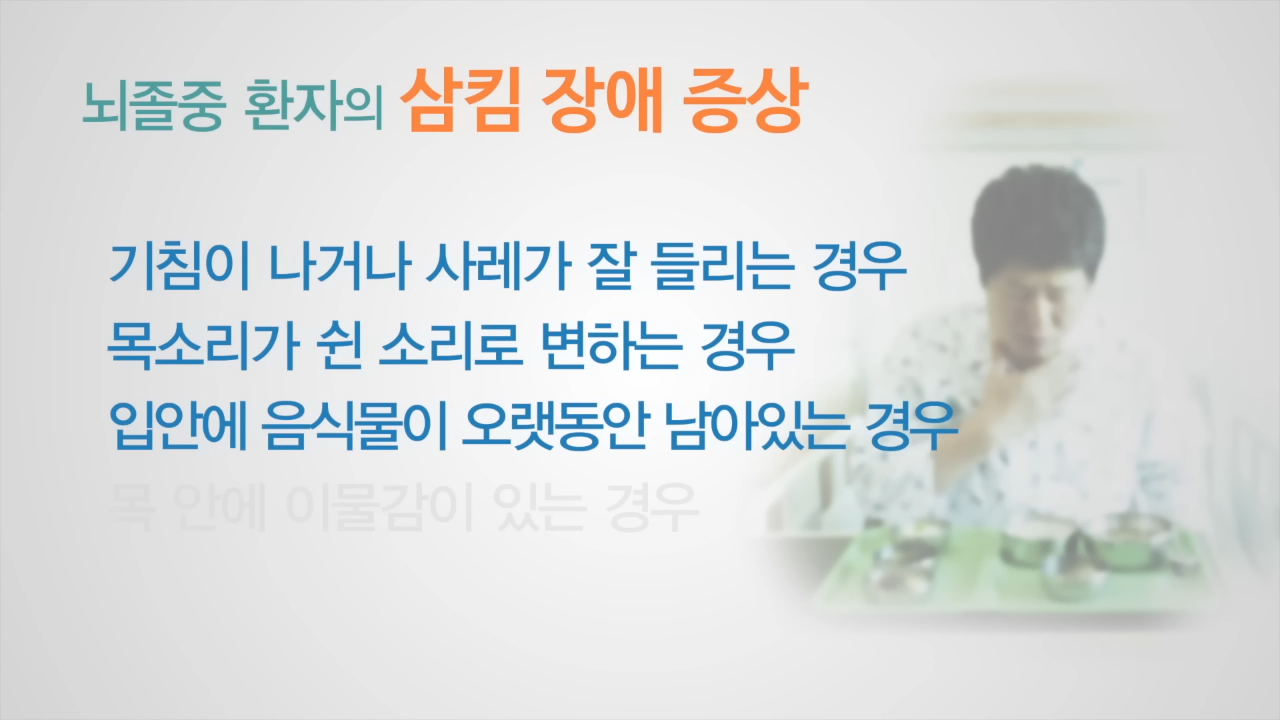 뇌졸중 환자의 삼킴 장애 증상
기침이 나거나 사레가 잘 들리는 경우
목소리가 쉰 소리로 변하는 경우
입안에 음식물이 오랫동안 남아있는 경우
목 안에 이물감이 있는 경우